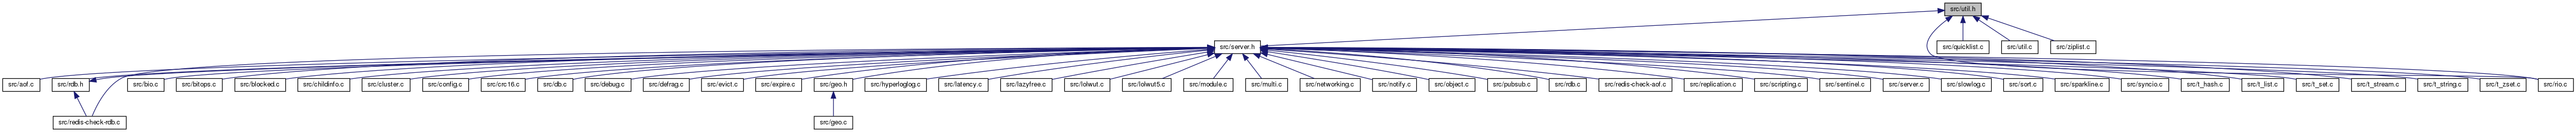 src/util.h
src/server.h
src/quicklist.c
src/util.c
src/ziplist.c
src/aof.c
src/rdb.h
src/bio.c
src/bitops.c
src/blocked.c
src/childinfo.c
src/cluster.c
src/config.c
src/crc16.c
src/db.c
src/debug.c
src/defrag.c
src/evict.c
src/expire.c
src/geo.h
src/hyperloglog.c
src/latency.c
src/lazyfree.c
src/lolwut.c
src/lolwut5.c
src/module.c
src/multi.c
src/networking.c
src/notify.c
src/object.c
src/pubsub.c
src/rdb.c
src/redis-check-aof.c
src/replication.c
src/scripting.c
src/sentinel.c
src/server.c
src/slowlog.c
src/sort.c
src/sparkline.c
src/syncio.c
src/t_hash.c
src/t_list.c
src/t_set.c
src/t_stream.c
src/t_string.c
src/t_zset.c
src/rio.c
src/redis-check-rdb.c
src/geo.c